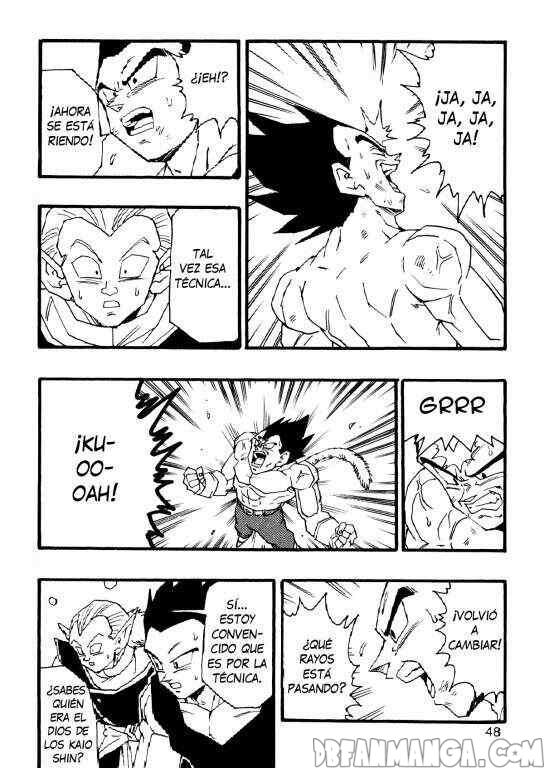 ¡JA, JA,
JA, JA,
JA!
¿¡EH!?
¡AHORA
SE ESTÁ
RIENDO!
TAL
VEZ ESA
TÉCNICA...
GRRR
¡KU-
OO-
OAH!
¡VOLVIÓ
A
CAMBIAR!
¿QUÉ
RAYOS
ESTÁ
PASANDO?
SÍ...
ESTOY
CONVEN-
CIDO QUE
ES POR LA
TÉCNICA.
¿SABES
QUIÉN
ERA EL
DIOS DE
LOS KAIO
SHIN?
48
DBFANMANGA.COM